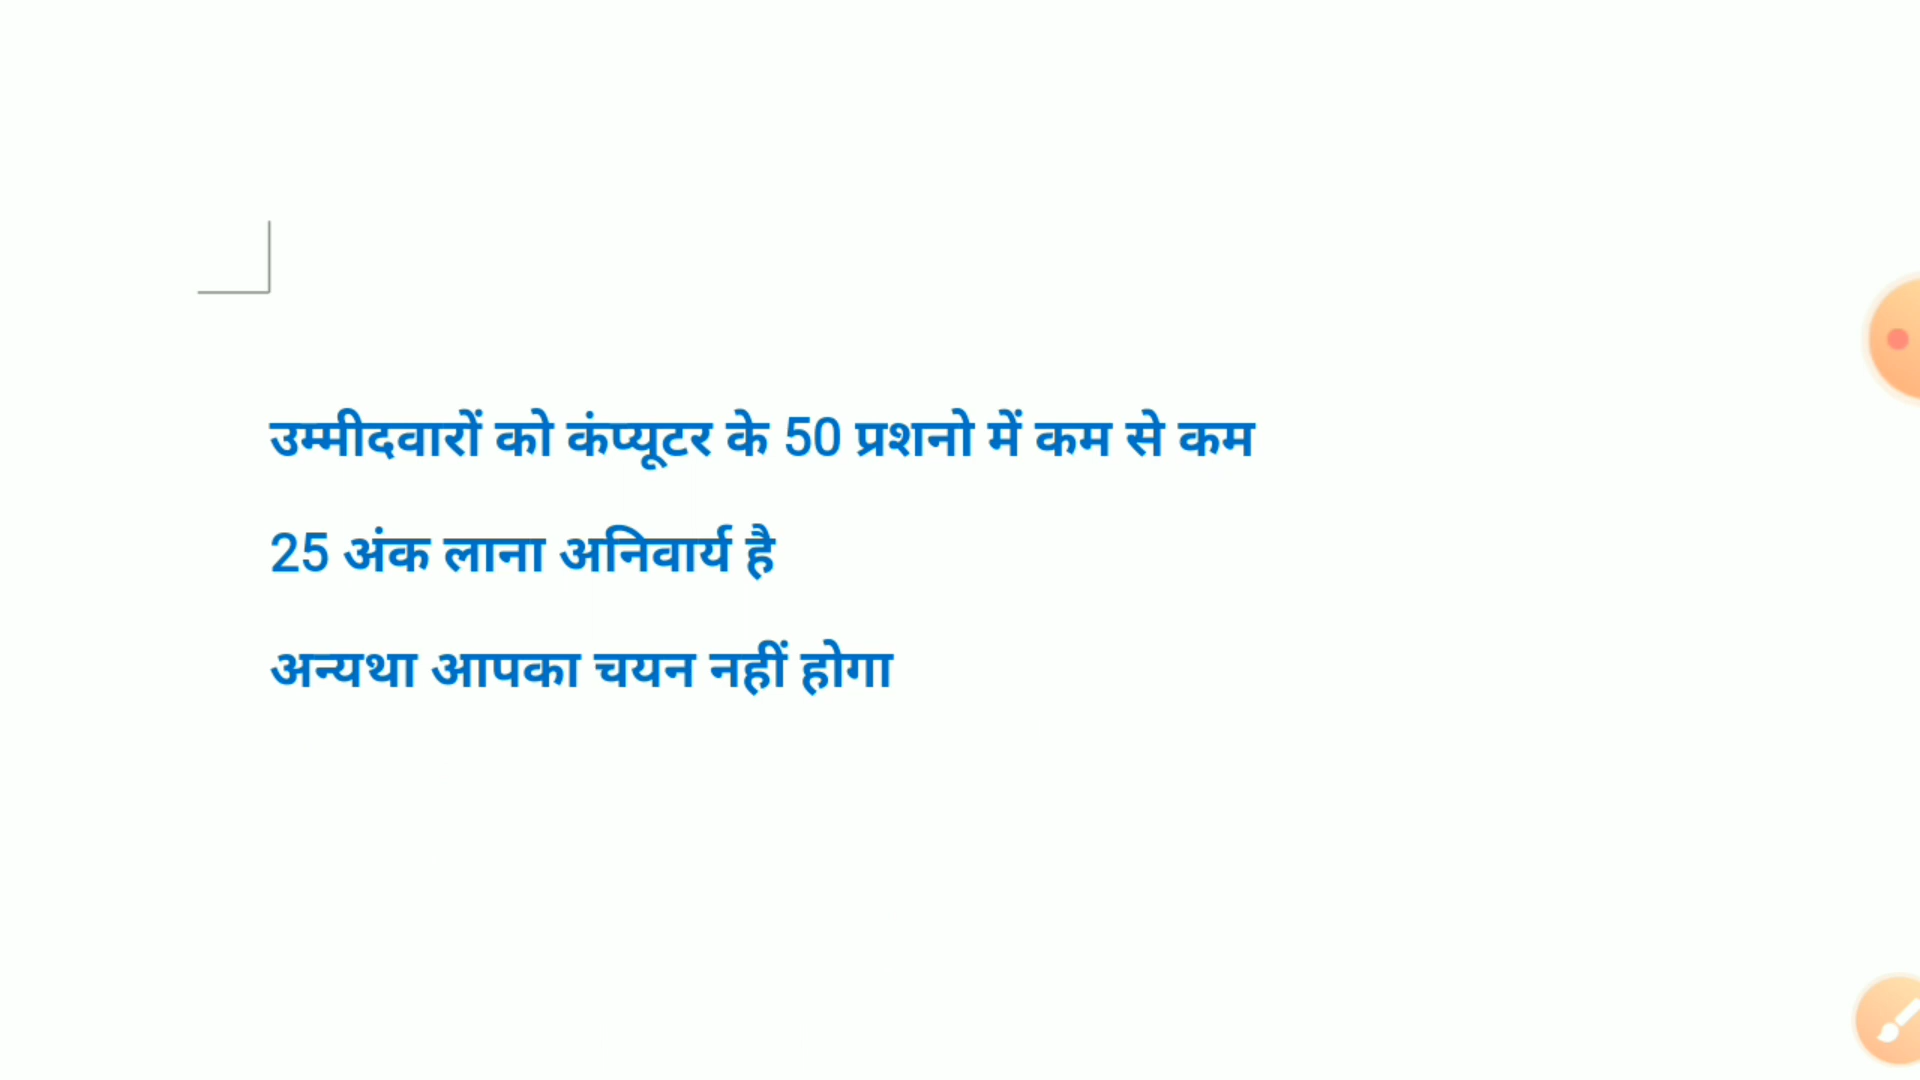 उम्मीदवारों को कंप्यूटर के 50 प्रशनो में कम से कम
25 अंक लाना अनिवार्य है
अन्यथा आपका चयन नहीं होगा